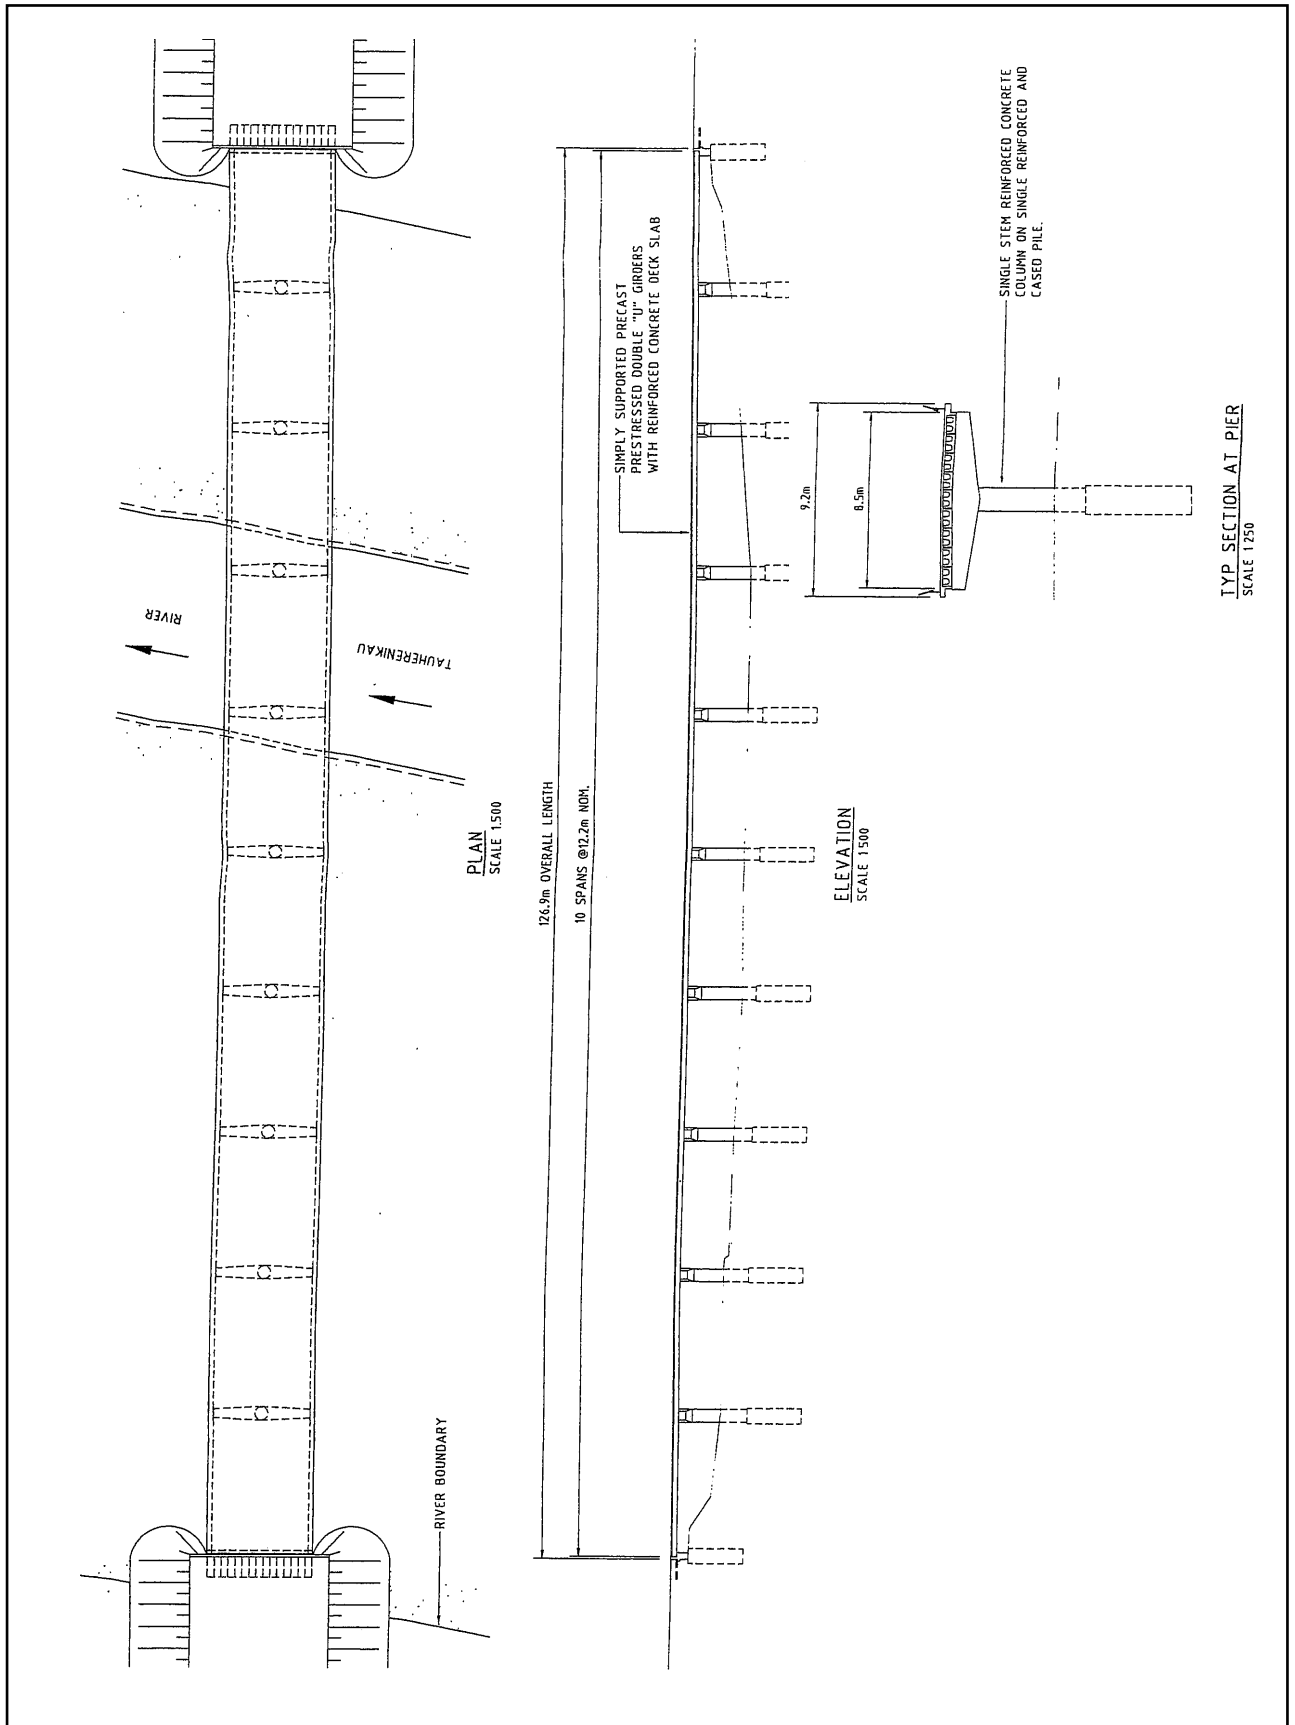 RIVER
TAUHERENIKAU
RIVER BOUNDARY
PLAN
SCALE 1:500
126.9m OVERALL LENGTH
10 SPANS @12.2m NOM.
SIMPLY SUPPORTED PRECAST
PRESTRESSED DOUBLE "U" GIRDERS
WITH REINFORCED CONCRETE DECK SLAB
ELEVATION
SCALE 1500
9.2m
8.5m
SINGLE STEM REINFORCED CONCRETE
COLUMN ON SINGLE REINFORCED AND
CASED PILE.
TYP SECTION AT PIER
SCALE 1 250